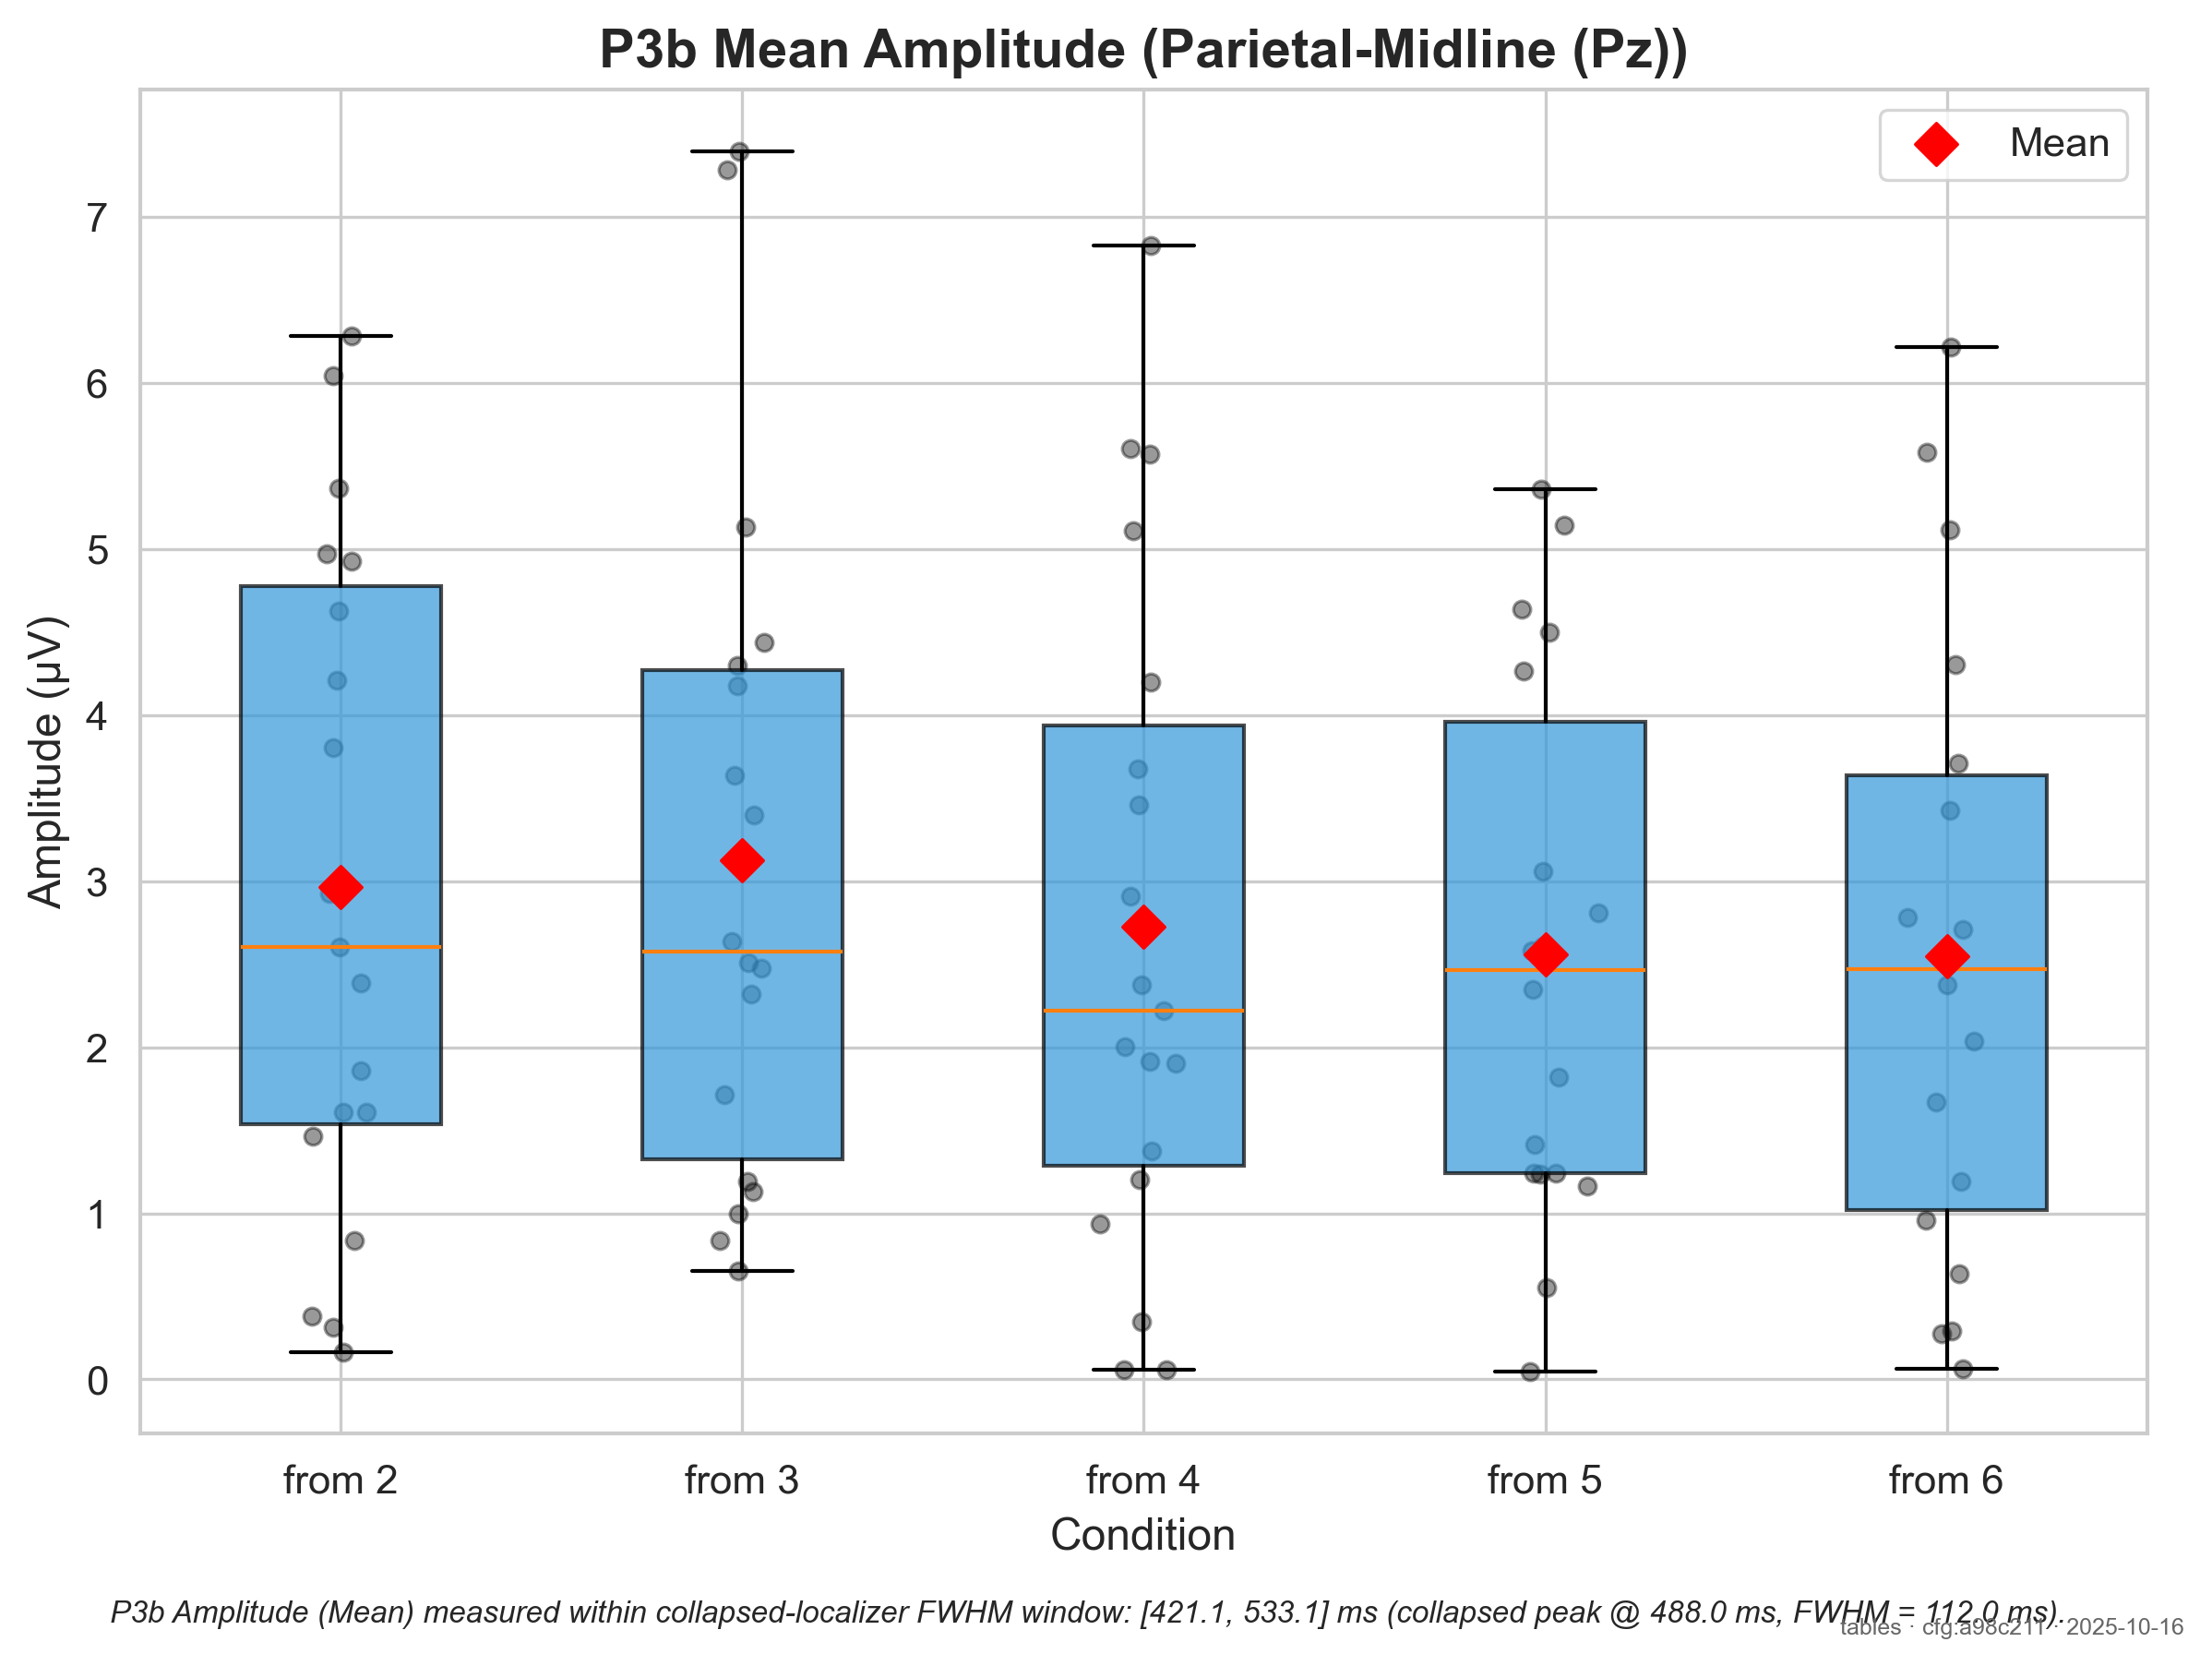 P3b Mean Amplitude (Parietal-Midline (Pz))
Mean
Amplitude (µV)
7
6
5
4
3
2
1
0
from 2 from 3 from 4 from 5 from 6
Condition
P3b Amplitude (Mean) measured within collapsed-localizer FWHM window: [421.1, 533.1] ms (collapsed peak @ 488.0 ms, FWHM = 112.0 ms).
tables · cfg:a98c211 · 2025-10-16